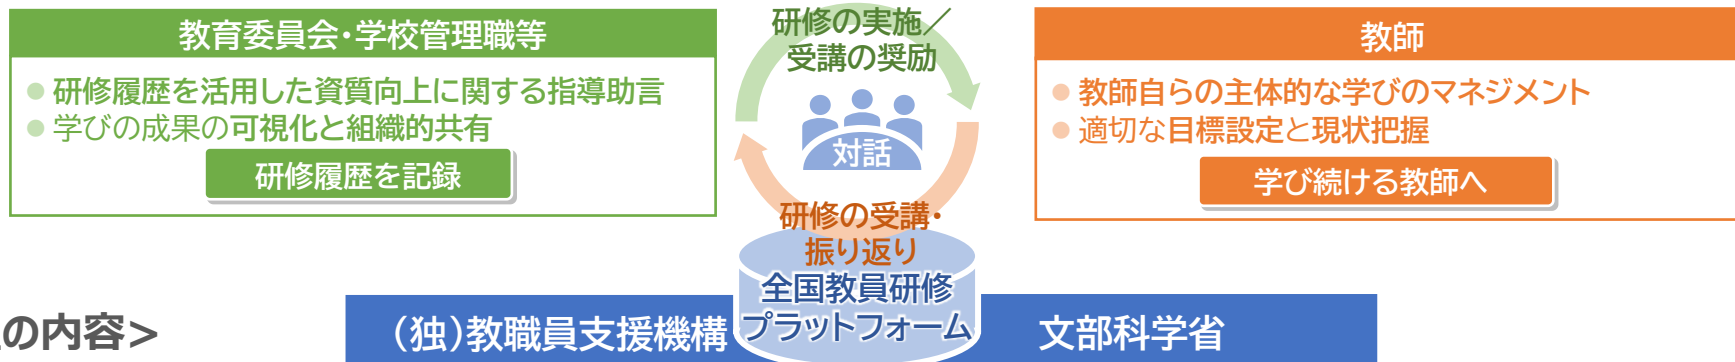 教育委員会・学校管理職等
● 研修履歴を活用した資質向上に関する指導助言
● 学びの成果の可視化と組織的共有
研修履歴を記録
研修の実施／
受講の奨励
対話
研修の受講・
振り返り
教師
● 教師自らの主体的な学びのマネジメント
● 適切な目標設定と現状把握
学び続ける教師へ
全国教員研修
プラットフォーム
の内容>
（独）教職員支援機構
文部科学省